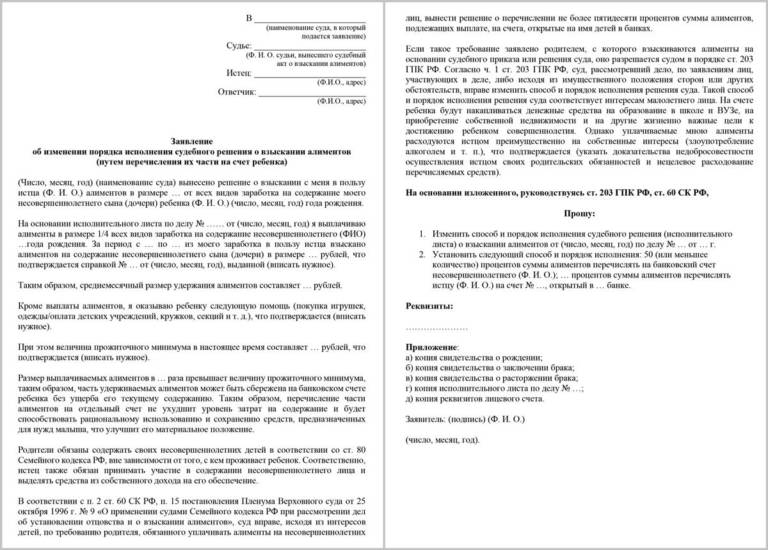 В ___________________________
(наименование суда, в который
подается заявление)
Судье:___________________________
(Ф. И. О. судьи, вынесшего судебный
акт о взыскании алиментов)
Истец: ___________________________
(Ф.И.О., адрес)
Ответчик: __________________________
(Ф.И.О., адрес)
Заявление
об изменении порядка исполнения судебного решения о взыскании алиментов
(путем перечисления их части на счет ребенка)
(Число, месяц, год) (наименование суда) вынесено решение о взыскании с меня в пользу
истца (Ф. И. О.) алиментов в размере … от всех видов заработка на содержание моего
несовершеннолетнего сына (дочери) ребенка (Ф. И. О.) (число, месяц, год) года рождения.
На основании исполнительного листа по делу № …… от (число, месяц, год) я выплачиваю
алименты в размере 1/4 всех видов заработка на содержание несовершеннолетнего (ФИО)
…года рождения. За период с … по … из моего заработка в пользу истца взыскано
алиментов на содержание несовершеннолетнего сына (дочери) в размере … рублей, что
подтверждается справкой № … от (число, месяц, год), выданной (вписать нужное).
Таким образом, среднемесячный размер удержания алиментов составляет … рублей.
Кроме выплаты алиментов, я оказываю ребенку следующую помощь (покупка игрушек,
одежды/оплата детских учреждений, кружков, секций и т. д.), что подтверждается (вписать
нужное).
При этом величина прожиточного минимума в настоящее время составляет … рублей, что
подтверждается (вписать нужное).
Размер выплачиваемых алиментов в … раза превышает величину прожиточного минимума,
таким образом, часть удерживаемых алиментов может быть сбережена на банковском счете
ребенка без ущерба его текущему содержанию. Таким образом, перечисление части
алиментов на отдельный счет не ухудшит уровень затрат на содержание и будет
способствовать рациональному использованию и сохранению средств, предназначенных
для нужд малыша, что улучшит его материальное положение.
Родители обязаны содержать своих несовершеннолетних детей в соответствии со ст. 80
Семейного кодекса РФ, вне зависимости от того, с кем проживает ребенок. Соответственно,
истец также обязан принимать участие в содержании несовершеннолетнего лица и
выделять средства из собственного дохода на его обеспечение.
В соответствии с п. 2 ст. 60 СК РФ, п. 15 постановления Пленума Верховного суда от 25
октября 1996 г. № 9 «О применении судами Семейного кодекса РФ при рассмотрении дел
об установлении отцовства и о взыскании алиментов», суд вправе, исходя из интересов
детей, по требованию родителя, обязанного уплачивать алименты на несовершеннолетних
лиц, вынести решение о перечислении не более пятидесяти процентов суммы алиментов,
подлежащих выплате, на счета, открытые на имя детей в банках.
Если такое требование заявлено родителем, с которого взыскиваются алименты на
основании судебного приказа или решения суда, оно разрешается судом в порядке ст. 203
ГПК РФ. Согласно ч. 1 ст. 203 ГПК РФ, суд, рассмотревший дело, по заявлениям лиц,
участвующих в деле, либо исходя из имущественного положения сторон или других
обстоятельств, вправе изменить способ и порядок исполнения решения суда. Такой способ
и порядок исполнения решения суда соответствует интересам малолетнего лица. На счете
ребенка будут накапливаться денежные средства на образование в школе и ВУЗе, на
приобретение собственной недвижимости и на другие жизненно важные цели к
достижению ребенком совершеннолетия. Однако уплачиваемые мною алименты
расходуются истцом преимущественно на собственные интересы (злоупотребление
алкоголем и т. п.), что подтверждается (указать доказательства недобросовестности
осуществления истцом своих родительских обязанностей и нецелевое расходование
перечисляемых средств).
На основании изложенного, руководствуясь ст. 203 ГПК РФ, ст. 60 СК РФ,
Прошу:
1. Изменить способ и порядок исполнения судебного решения (исполнительного
листа) о взыскании алиментов от (число, месяц, год) по делу № … от … г.
2. Установить следующий способ и порядок исполнения: 50 (или меньшее
количество) процентов суммы алиментов перечислять на банковский счет
несовершеннолетнего (Ф. И. О.); … процентов суммы алиментов перечислять
истцу (Ф. И. О.) на счет № …, открытый в … банке.
Реквизиты:
…………………
Приложение:
а) копия свидетельства о рождении;
б) копия свидетельства о заключении брака;
в) копия свидетельства о расторжении брака;
г) копия исполнительного листа по делу № …;
д) копия реквизитов лицевого счета.
Заявитель: (подпись) (Ф. И. О.)
(число, месяц, год).